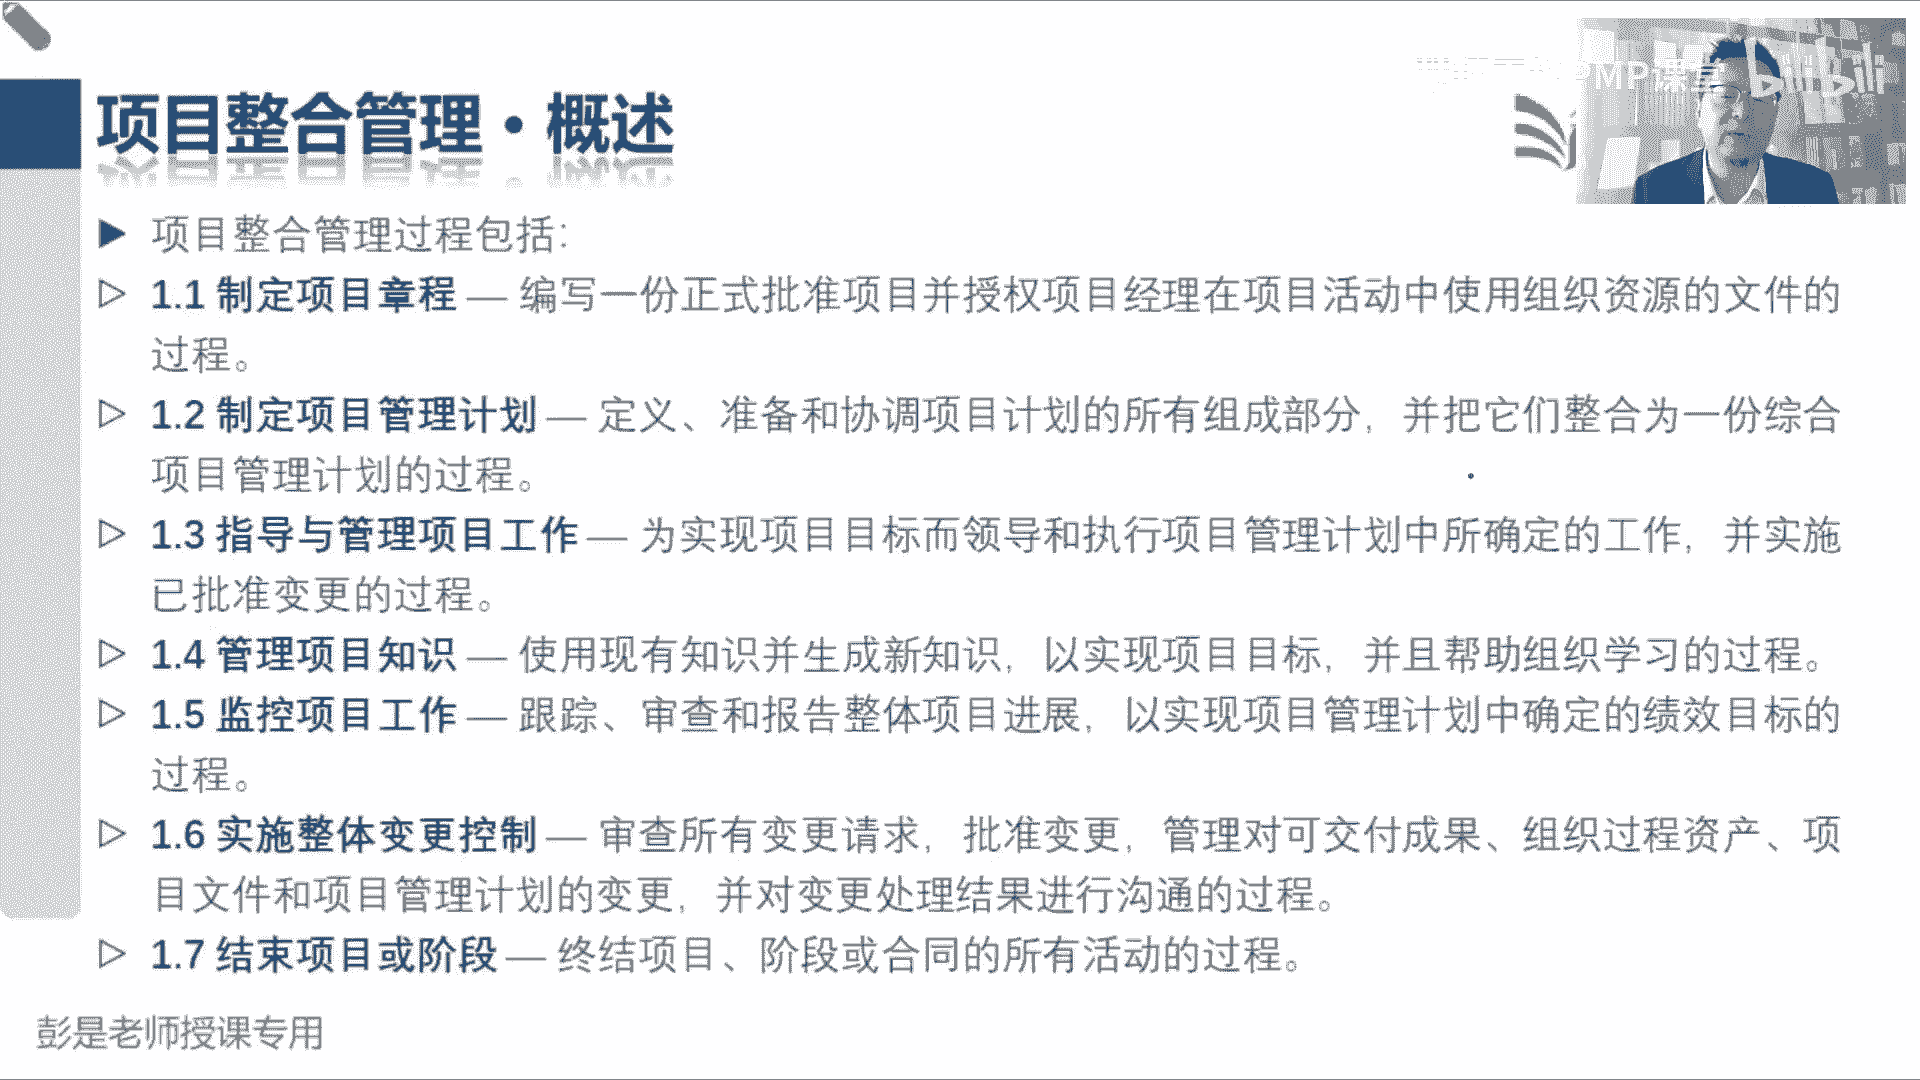 PMP课堂 bilibili
项目整合管理·概述
项目整合管理过程包括：
1.1 制定项目章程 — 编写一份正式批准项目并授权项目经理在项目活动中使用组织资源的文件的
过程。
1.2 制定项目管理计划 — 定义、准备和协调项目计划的所有组成部分，并把它们整合为一份综合
项目管理计划的过程。
1.3 指导与管理项目工作 — 为实现项目目标而领导和执行项目管理计划中所确定的工作，并实施
已批准变更的过程。
1.4 管理项目知识 — 使用现有知识并生成新知识，以实现项目目标，并且帮助组织学习的过程。
1.5 监控项目工作 — 跟踪、审查和报告整体项目进展，以实现项目管理计划中确定的绩效目标的
过程。
1.6 实施整体变更控制 — 审查所有变更请求，批准变更，管理对可交付成果、组织过程资产、项
目文件和项目管理计划的变更，并对变更处理结果进行沟通的过程。
1.7 结束项目或阶段 — 终结项目、阶段或合同的所有活动的过程。
彭是老师授课专用